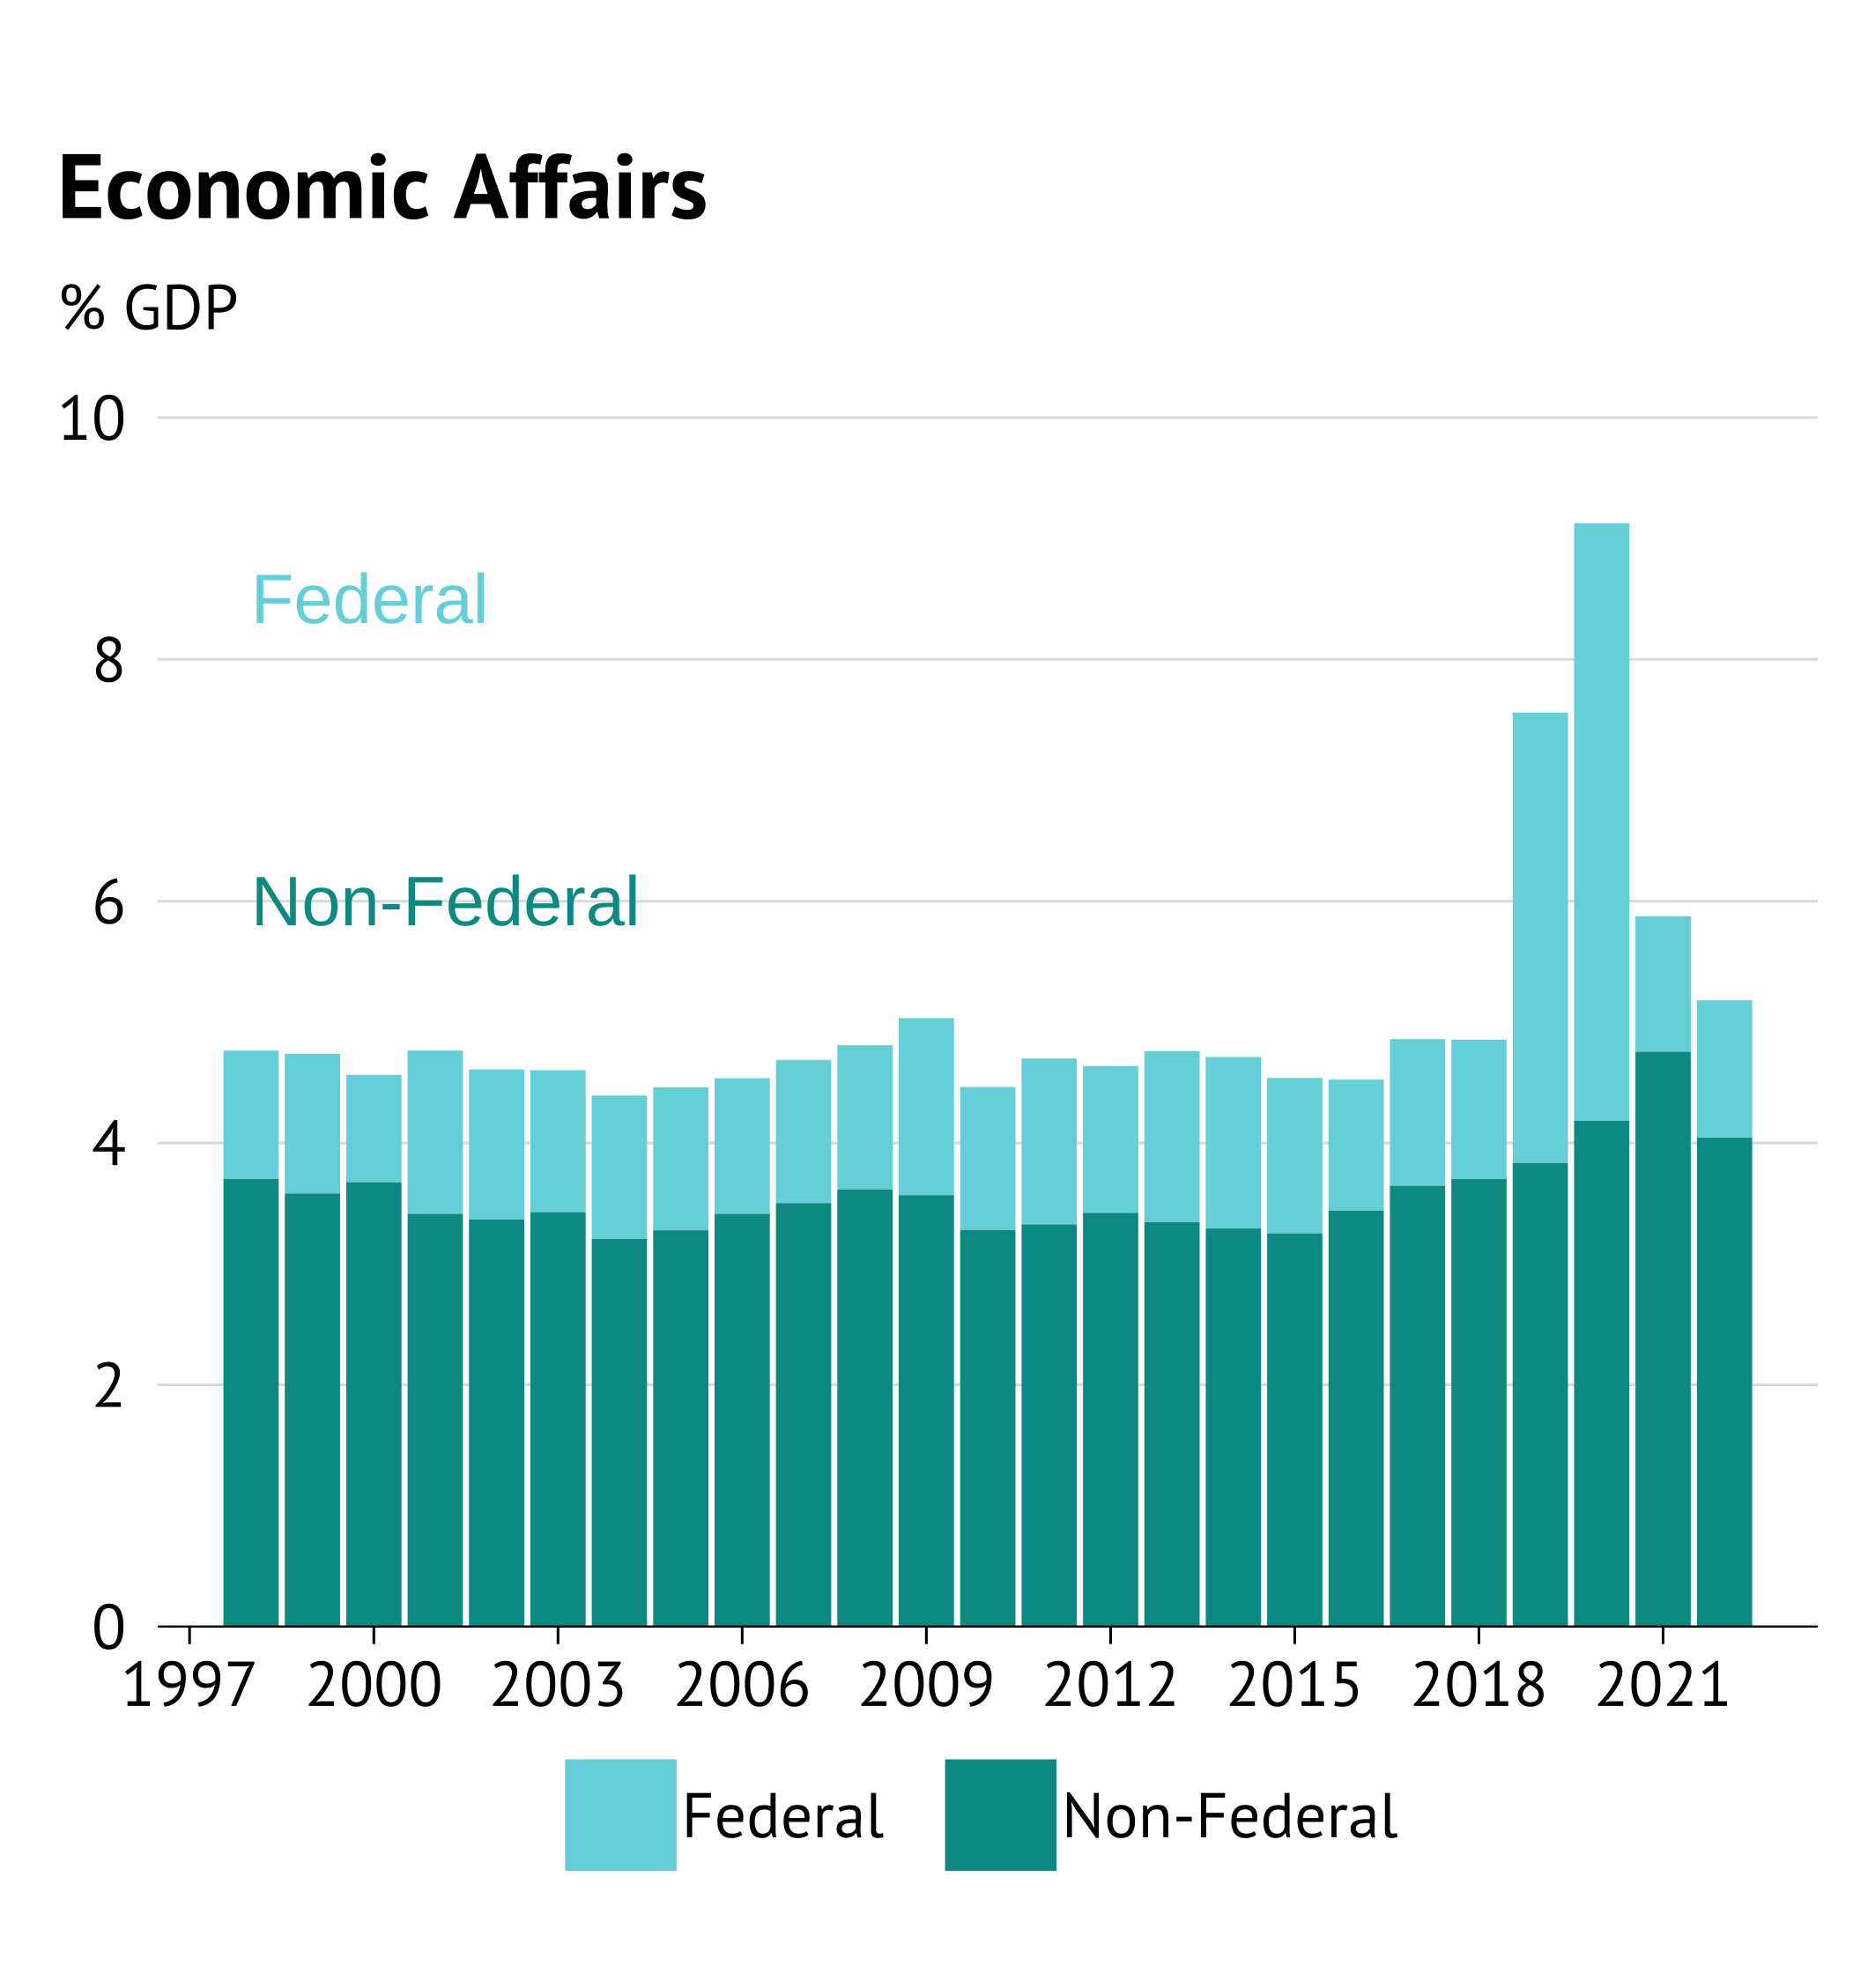 Economic Affairs
% GDP
10
Federal
8
Non-Federal
6
4
2
0
1997 2000 2003 2006 2009 2012 2015 2018 2021
Federal Non-Federal